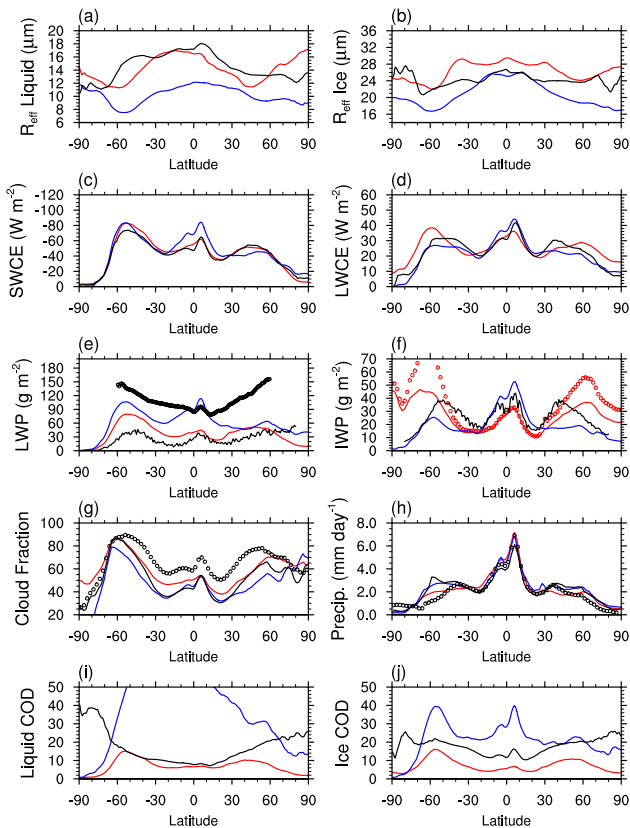 (a) (b)
R_eff Liquid (μm)
20
18
16
14
12
10
8
6
-90 -60 -30 0 30 60 90
Latitude
R_eff Ice (μm)
36
32
28
24
20
16
-90 -60 -30 0 30 60 90
Latitude
(c) (d)
SWCE (W m⁻²)
-120
-100
-80
-60
-40
-20
0
-90 -60 -30 0 30 60 90
Latitude
LWCE (W m⁻²)
60
50
40
30
20
10
0
-90 -60 -30 0 30 60 90
Latitude
(e) (f)
LWP (g m⁻²)
180
150
120
90
60
30
0
-90 -60 -30 0 30 60 90
Latitude
IWP (g m⁻²)
70
60
50
40
30
20
10
0
-90 -60 -30 0 30 60 90
Latitude
(g) (h)
Cloud Fraction
100
80
60
40
20
-90 -60 -30 0 30 60 90
Latitude
Precip. (mm day⁻¹)
8.0
6.0
4.0
2.0
0.0
-90 -60 -30 0 30 60 90
Latitude
(i) (j)
Liquid COD
50
40
30
20
10
0
-90 -60 -30 0 30 60 90
Latitude
Ice COD
50
40
30
20
10
0
-90 -60 -30 0 30 60 90
Latitude